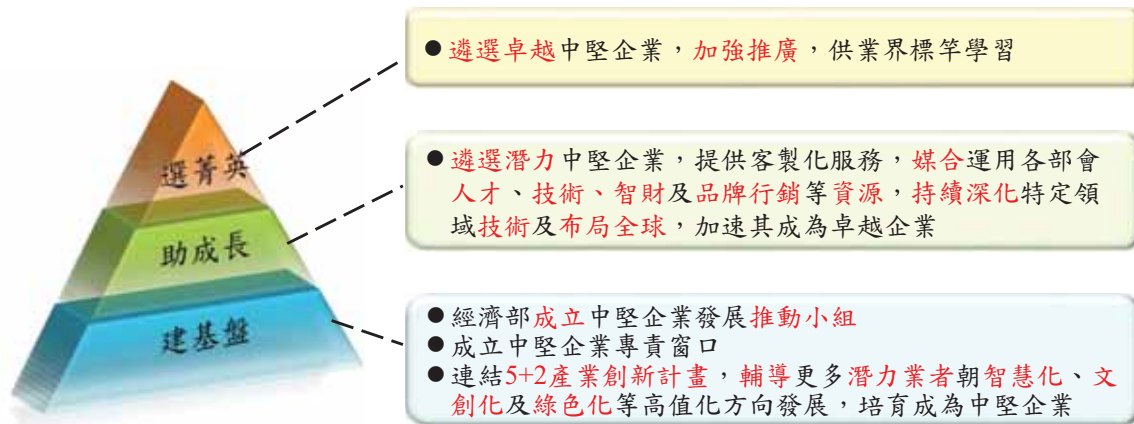 ●遴選卓越中堅企業，加強推廣，供業界標竿學習
選菁英
●遴選潛力中堅企業，提供客製化服務，媒合運用各部會
人才、技術、智財及品牌行銷等資源，持續深化特定領
域技術及布局全球，加速其成為卓越企業
助成長
●經濟部成立中堅企業發展推動小組
●成立中堅企業專責窗口
●連結5+2產業創新計畫，輔導更多潛力業者朝智慧化、文
創化及綠色化等高值化方向發展，培育成為中堅企業
建基盤